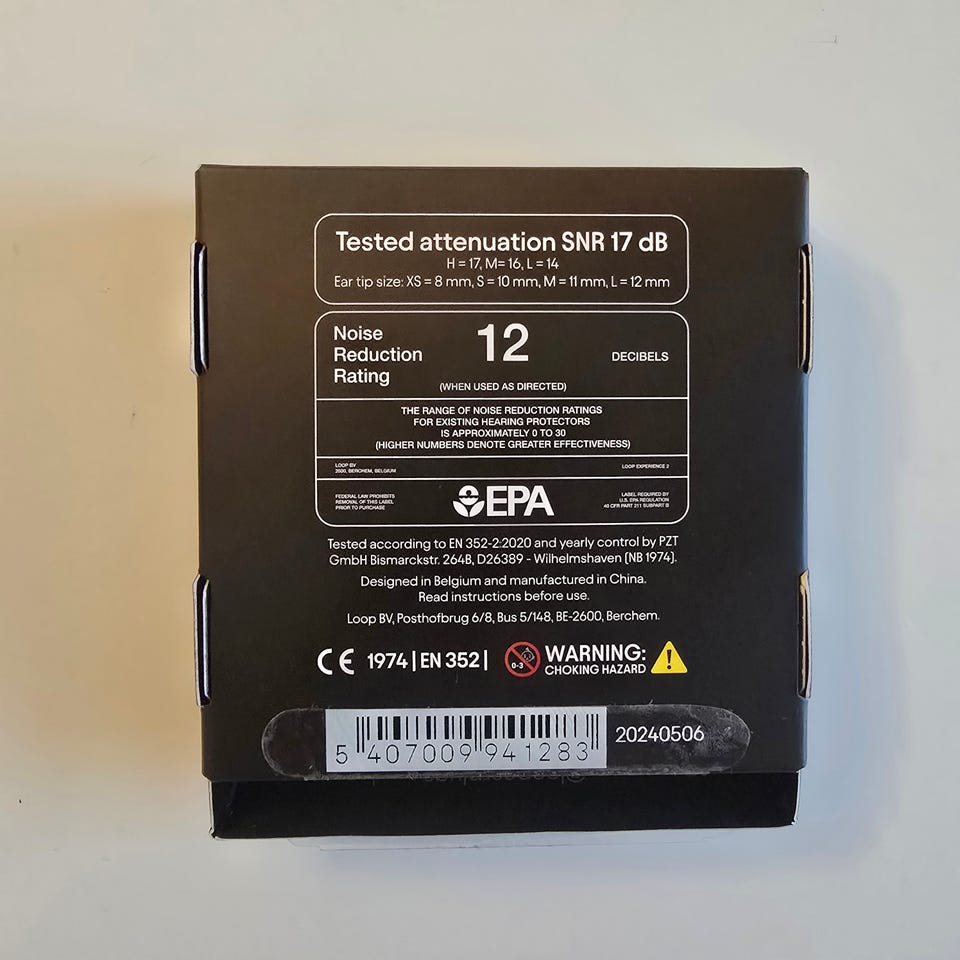 Tested attenuation SNR 17 dB
H = 17, M= 16, L = 14
Ear tip size: XS = 8 mm, S = 10 mm, M = 11 mm, L = 12 mm
Noise
Reduction
Rating
12
DECIBELS
(WHEN USED AS DIRECTED)
THE RANGE OF NOISE REDUCTION RATINGS
FOR EXISTING HEARING PROTECTORS
IS APPROXIMATELY 0 TO 30
(HIGHER NUMBERS DENOTE GREATER EFFECTIVENESS)
LOOP BV
2600, BERCHEM, BELGIUM
LOOP EXPERIENCE 2
FEDERAL LAW PROHIBITS
REMOVAL OF THIS LABEL
PRIOR TO PURCHASE
EPA
LABEL REQUIRED BY
U.S. EPA REGULATION
40 CFR PART 211 SUBPART B
Tested according to EN 352-2:2020 and yearly control by PZT
GmbH Bismarckstr. 264B, D26389 - Wilhelmshaven (NB 1974).
Designed in Belgium and manufactured in China.
Read instructions before use.
Loop BV, Posthofbrug 6/8, Bus 5/148, BE-2600, Berchem.
CE 1974 | EN 352 |
0-3
WARNING:
CHOKING HAZARD
5 407009 941283
20240506